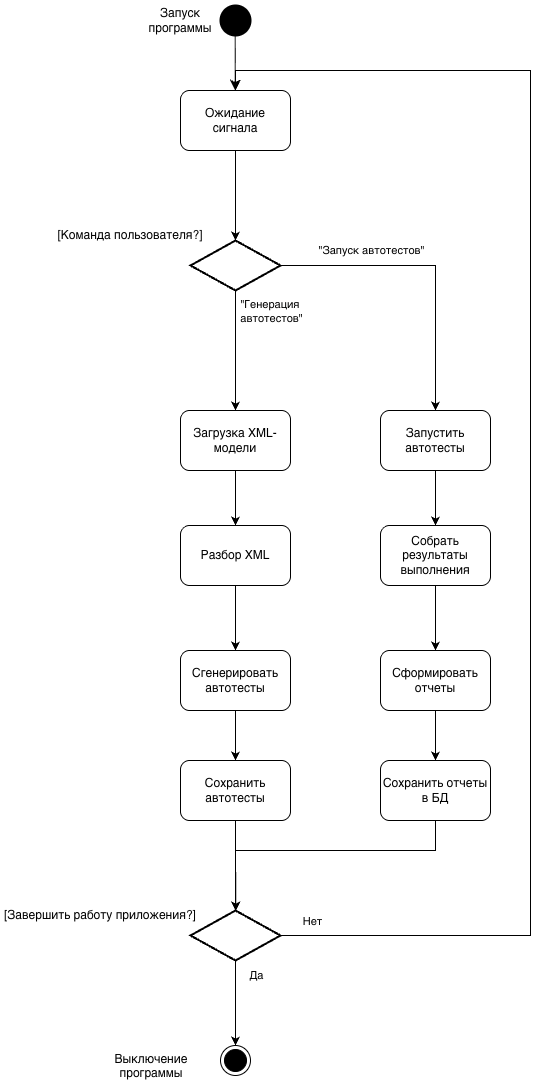 Запуск
программы
Ожидание
сигнала
[Команда пользователя?]
"Запуск автотестов"
"Генерация
автотестов"
Загрузка XML-
модели
Запустить
автотесты
Разбор XML
Собрать
результаты
выполнения
Сгенерировать
автотесты
Сформировать
отчеты
Сохранить
автотесты
Сохранить отчеты
в БД
[Завершить работу приложения?]
Нет
Да
Выключение
программы